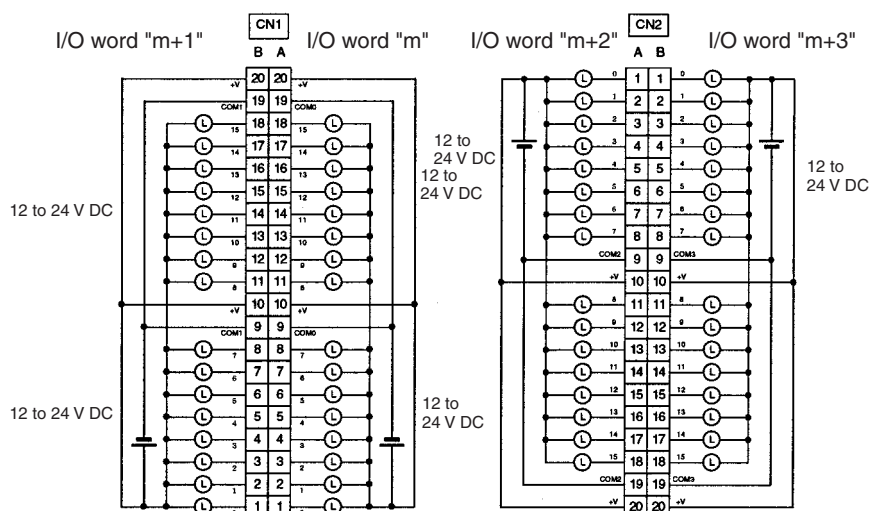 CN1
CN2
I/O word "m+1"
I/O word "m"
I/O word "m+2"
I/O word "m+3"
B A
A B
+V 20 20 +V
COM1 19 19 COM0
15 18 18 15
14 17 17 14
13 16 16 13
12 15 15 12
11 14 14 11
10 13 13 10
9 12 12 9
8 11 11 8
+V 10 10 +V
COM1 9 9 COM0
7 8 8 7
6 7 7 6
5 6 6 5
4 5 5 4
3 4 4 3
2 3 3 2
1 2 2 1
1 1
L L L L L L L L L L L L L L L L
L L L L L L L L L L L L L L L L
12 to 24 V DC
12 to 24 V DC
12 to
24 V DC
12 to
24 V DC
0 1 1 0
1 2 2 1
2 3 3 2
3 4 4 3
4 5 5 4
5 6 6 5
6 7 7 6
7 8 8 7
COM2 9 9 COM3
+V 10 10 +V
8 11 11 8
9 12 12 9
10 13 13 10
11 14 14 11
12 15 15 12
13 16 16 13
14 17 17 14
15 18 18 15
COM2 19 19 COM3
+V 20 20 +V
L L L L L L L L L L L L L L L L
L L L L L L L L L L L L L L L L
12 to
24 V DC
12 to
24 V DC